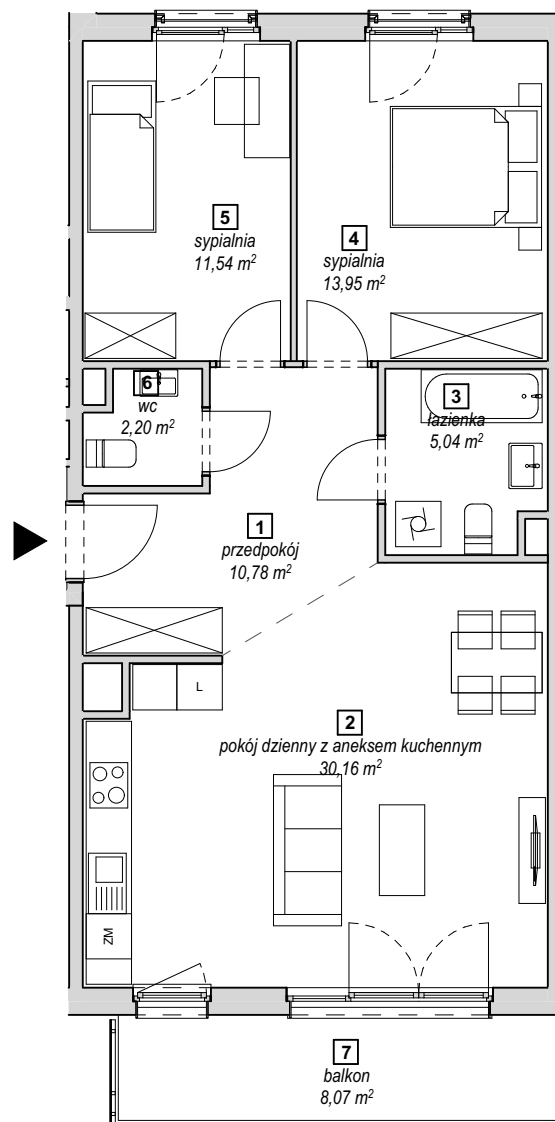 5
sypialnia
11,54 m²
4
sypialnia
13,95 m²
6
wc
2,20 m²
3
łazienka
5,04 m²
1
przedpokój
10,78 m²
L
2
pokój dzienny z aneksem kuchennym
30,16 m²
ZM
7
balkon
8,07 m²